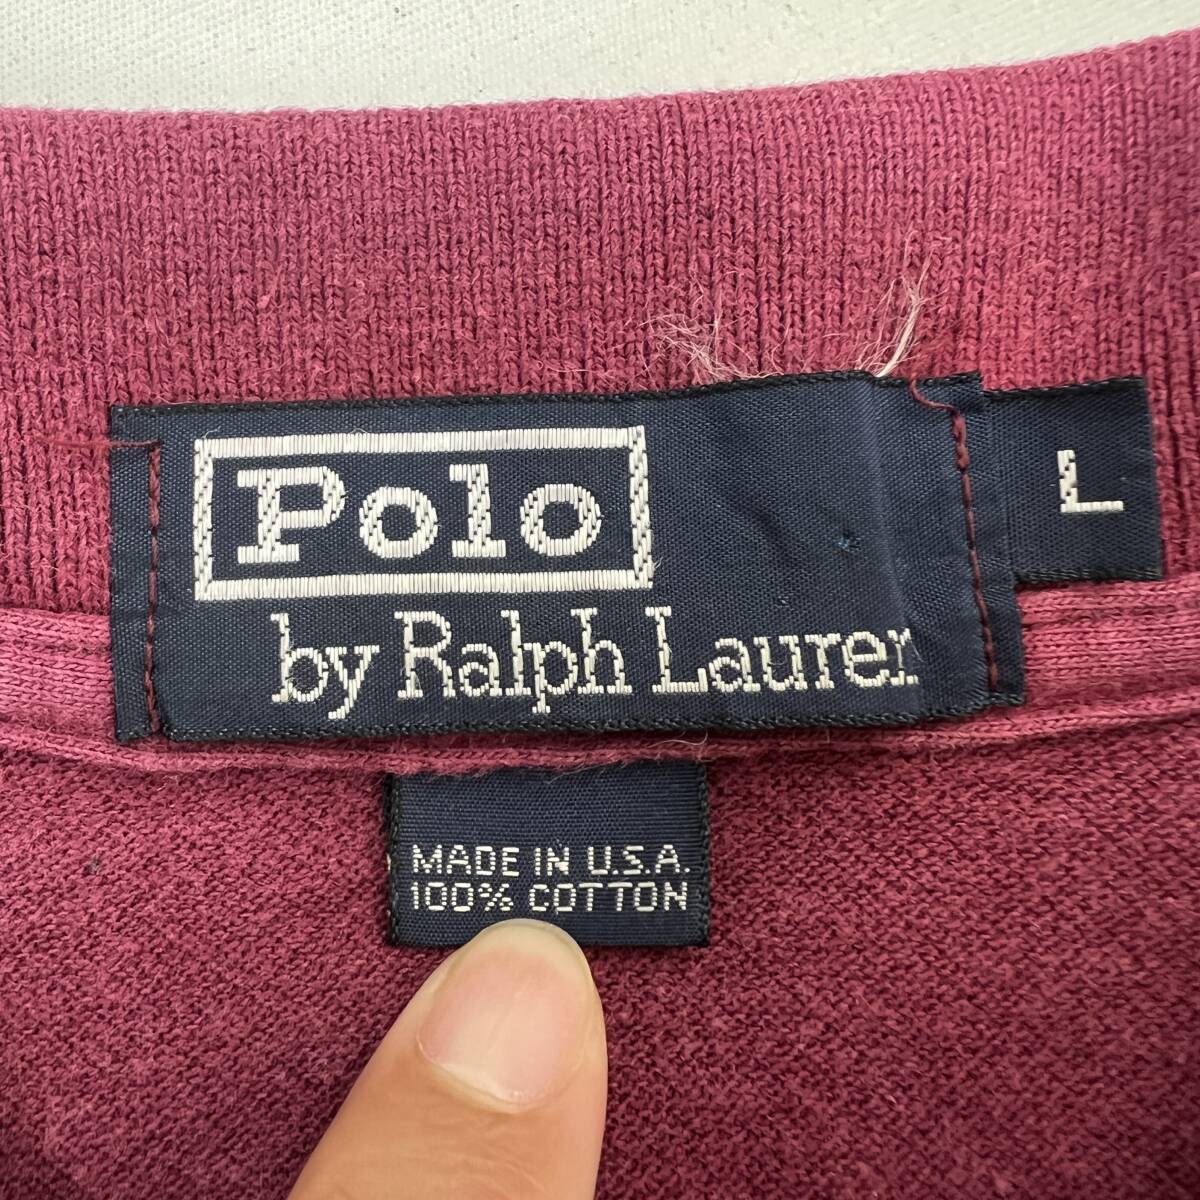 Polo
by Ralph Lauren
L
MADE IN U.S.A.
100% COTTON